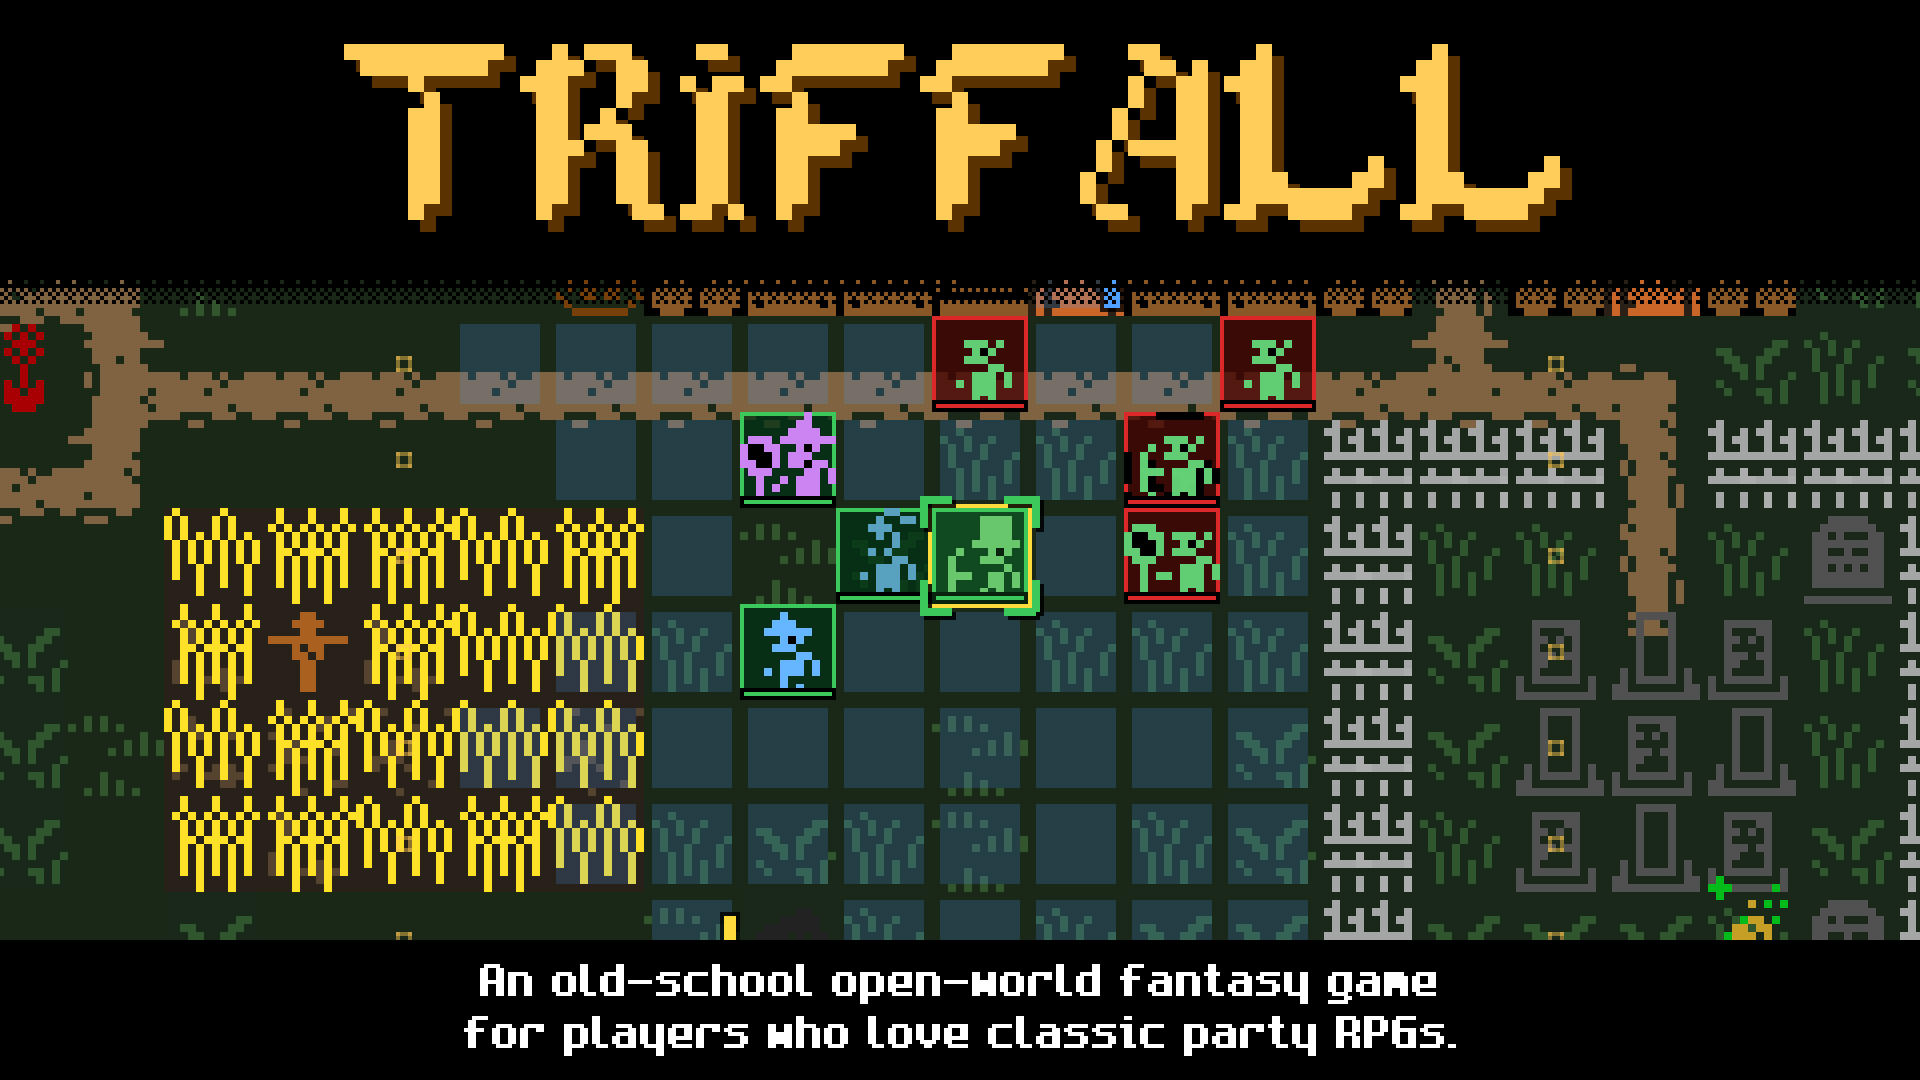 TRiFFALL
An old-school open-world fantasy game
for players who love classic party RPGs.